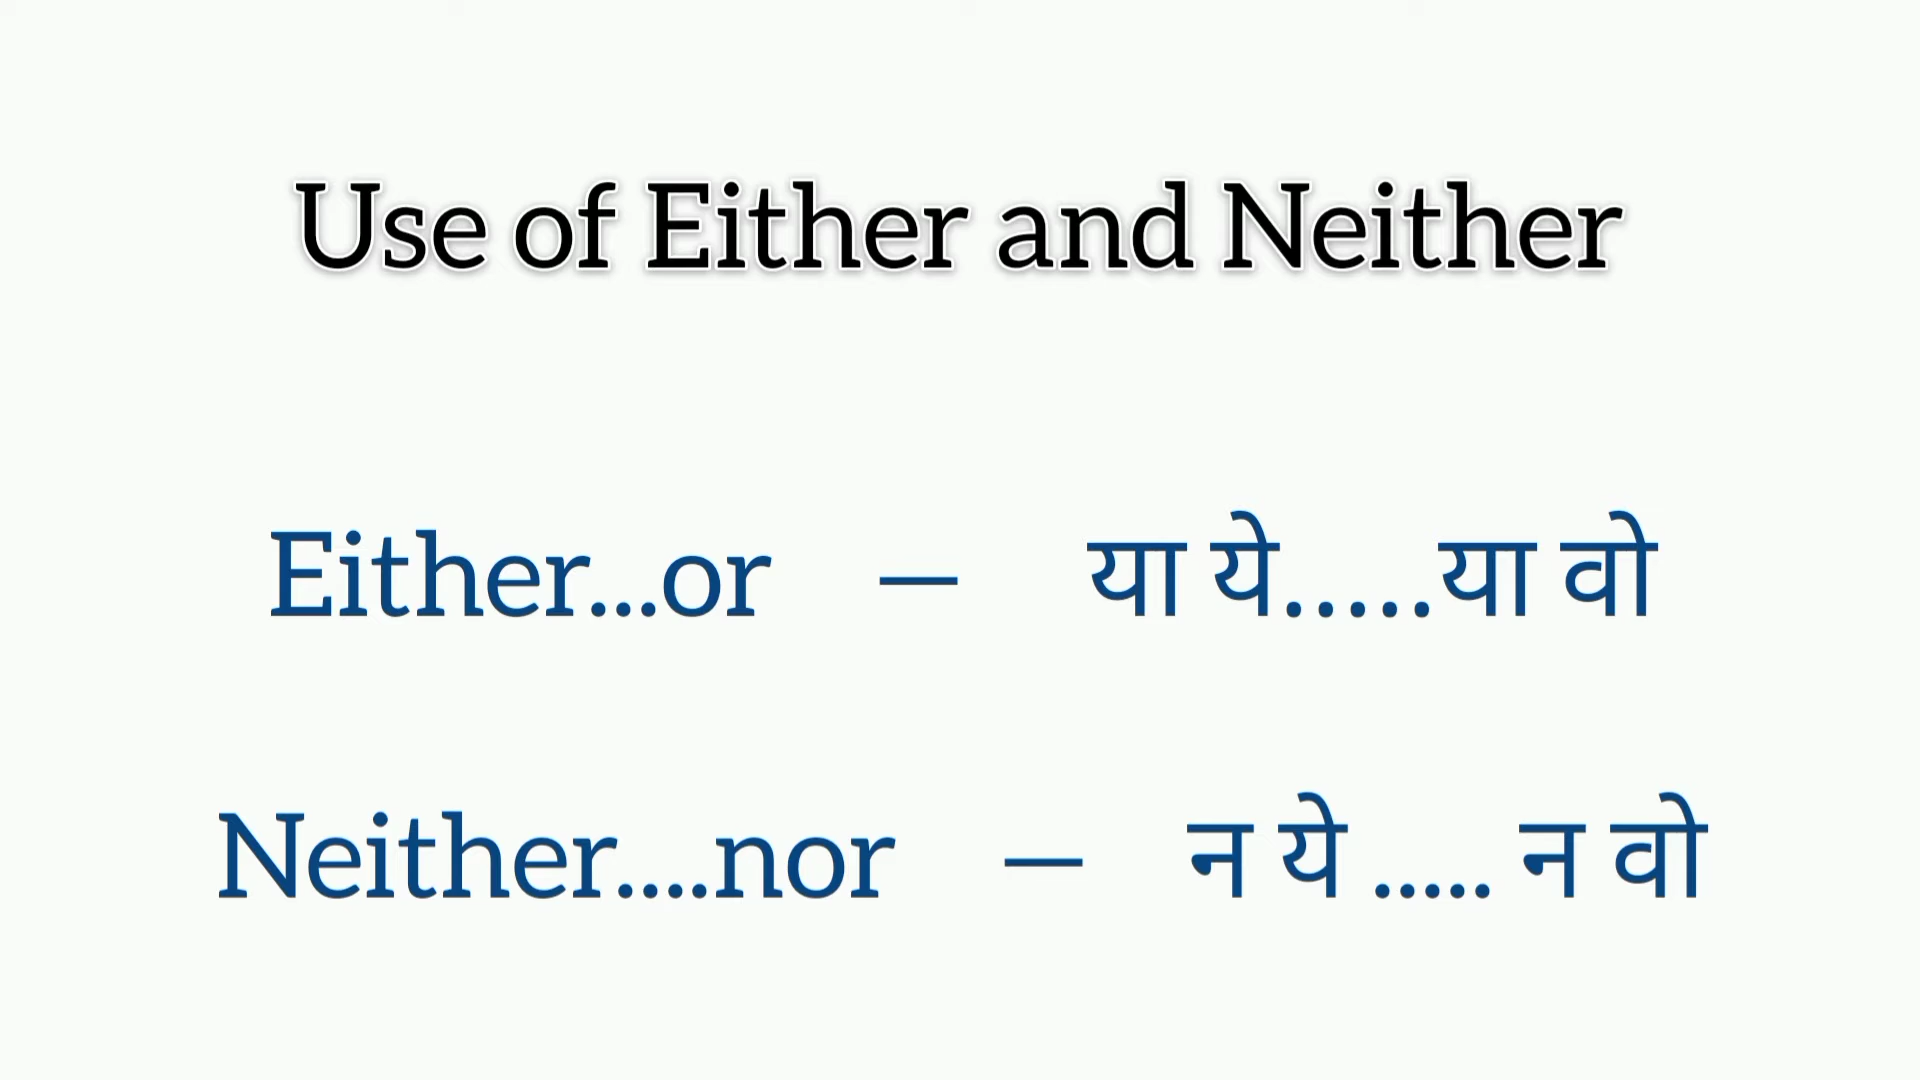 Use of Either and Neither
Either...or — या ये.....या वो
Neither....nor — न ये ..... न वो